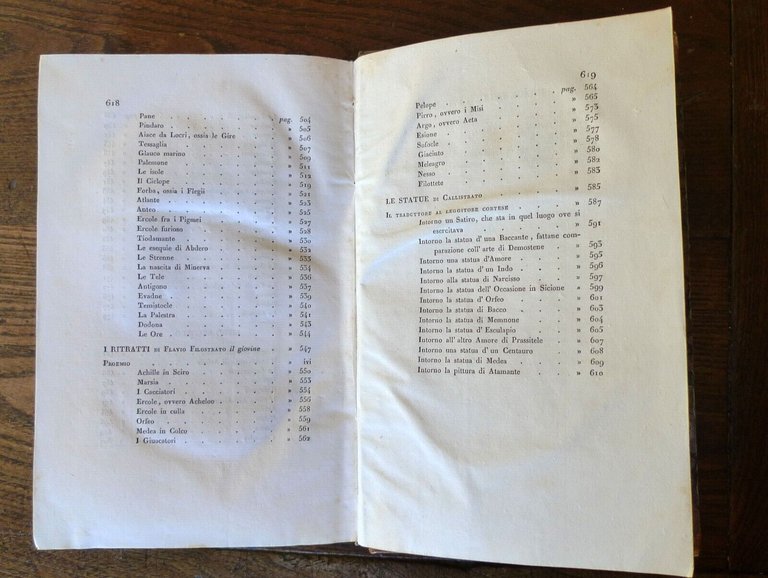 618
Pane . . . . . . . pag. 504
Pindaro . . . . . . . » 505
Aiace da Locri, ossia le Gire . . » 506
Tessaglia . . . . . . . » 507
Glauco marino . . . . . . » 509
Palemone . . . . . . . » 511
Le isole . . . . . . . » 512
Il Ciclope . . . . . . . » 519
Forba, ossia i Flegii . . . . » 521
Atlante . . . . . . . » 524
Anteo . . . . . . . » 525
Ercole fra i Pigmei . . . . » 527
Ercole furioso . . . . . . » 528
Tiodamante . . . . . . » 530
Le esequie di Abdero . . . . » 532
Le Strenne . . . . . . » 533
La nascita di Minerva . . . . » 534
Le Tele . . . . . . . » 536
Antigono . . . . . . . » 537
Evadne . . . . . . . » 539
Temistocle . . . . . . » 540
La Palestra . . . . . . » 541
Dodona . . . . . . . » 543
Le Ore . . . . . . . » 544
I RITRATTI di Flavio Filostrato il giovine » 547
Proemio . . . . . . . ivi
Achille in Sciro . . . . . » 550
Marsia . . . . . . . » 553
I Cacciatori . . . . . . » 554
Ercole, ovvero Acheloo . . . » 556
Ercole in culla . . . . . » 558
Orfeo . . . . . . . » 559
Medea in Colco . . . . . » 561
I Giuocatori . . . . . . » 562
619
Pelope . . . . . . . pag. 564
Pirro, ovvero i Misi . . . . » 565
Argo, ovvero Aeta . . . . » 573
Esione . . . . . . . » 575
Sofocle . . . . . . . » 577
Giacinto . . . . . . . » 578
Meleagro . . . . . . . » 580
Nesso . . . . . . . » 582
Filottete . . . . . . . » 583
LE STATUE di Callistrato . . . » 585
Il traduttore al leggitore cortese . » 587
Intorno un Satiro, che sta in quel luogo ove si
esercitava . . . . . . » 591
Intorno la statua d'una Baccante, fattane com-
parazione coll'arte di Demostene . » 593
Intorno una statua d'Amore . . . » 595
Intorno la statua d'un Indo . . . » 596
Intorno alla statua di Narcisso . . » 597
Intorno la statua dell'Occasione in Sicione » 599
Intorno la statua d'Orfeo . . . » 601
Intorno la statua di Bacco . . . » 603
Intorno la statua di Memnone . . » 604
Intorno la statua d'Esculapio . . » 605
Intorno all'altro Amore di Prassitele . » 607
Intorno una statua d'un Centauro . » 608
Intorno la statua di Medea . . . » 609
Intorno la pittura di Atamante . . » 610